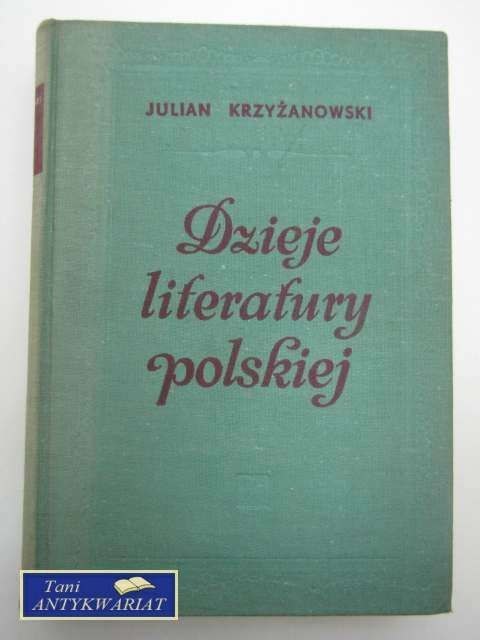 JULIAN KRZYŻANOWSKI
Dzieje
literatury
polskiej
Tani
ANTYKWARIAT